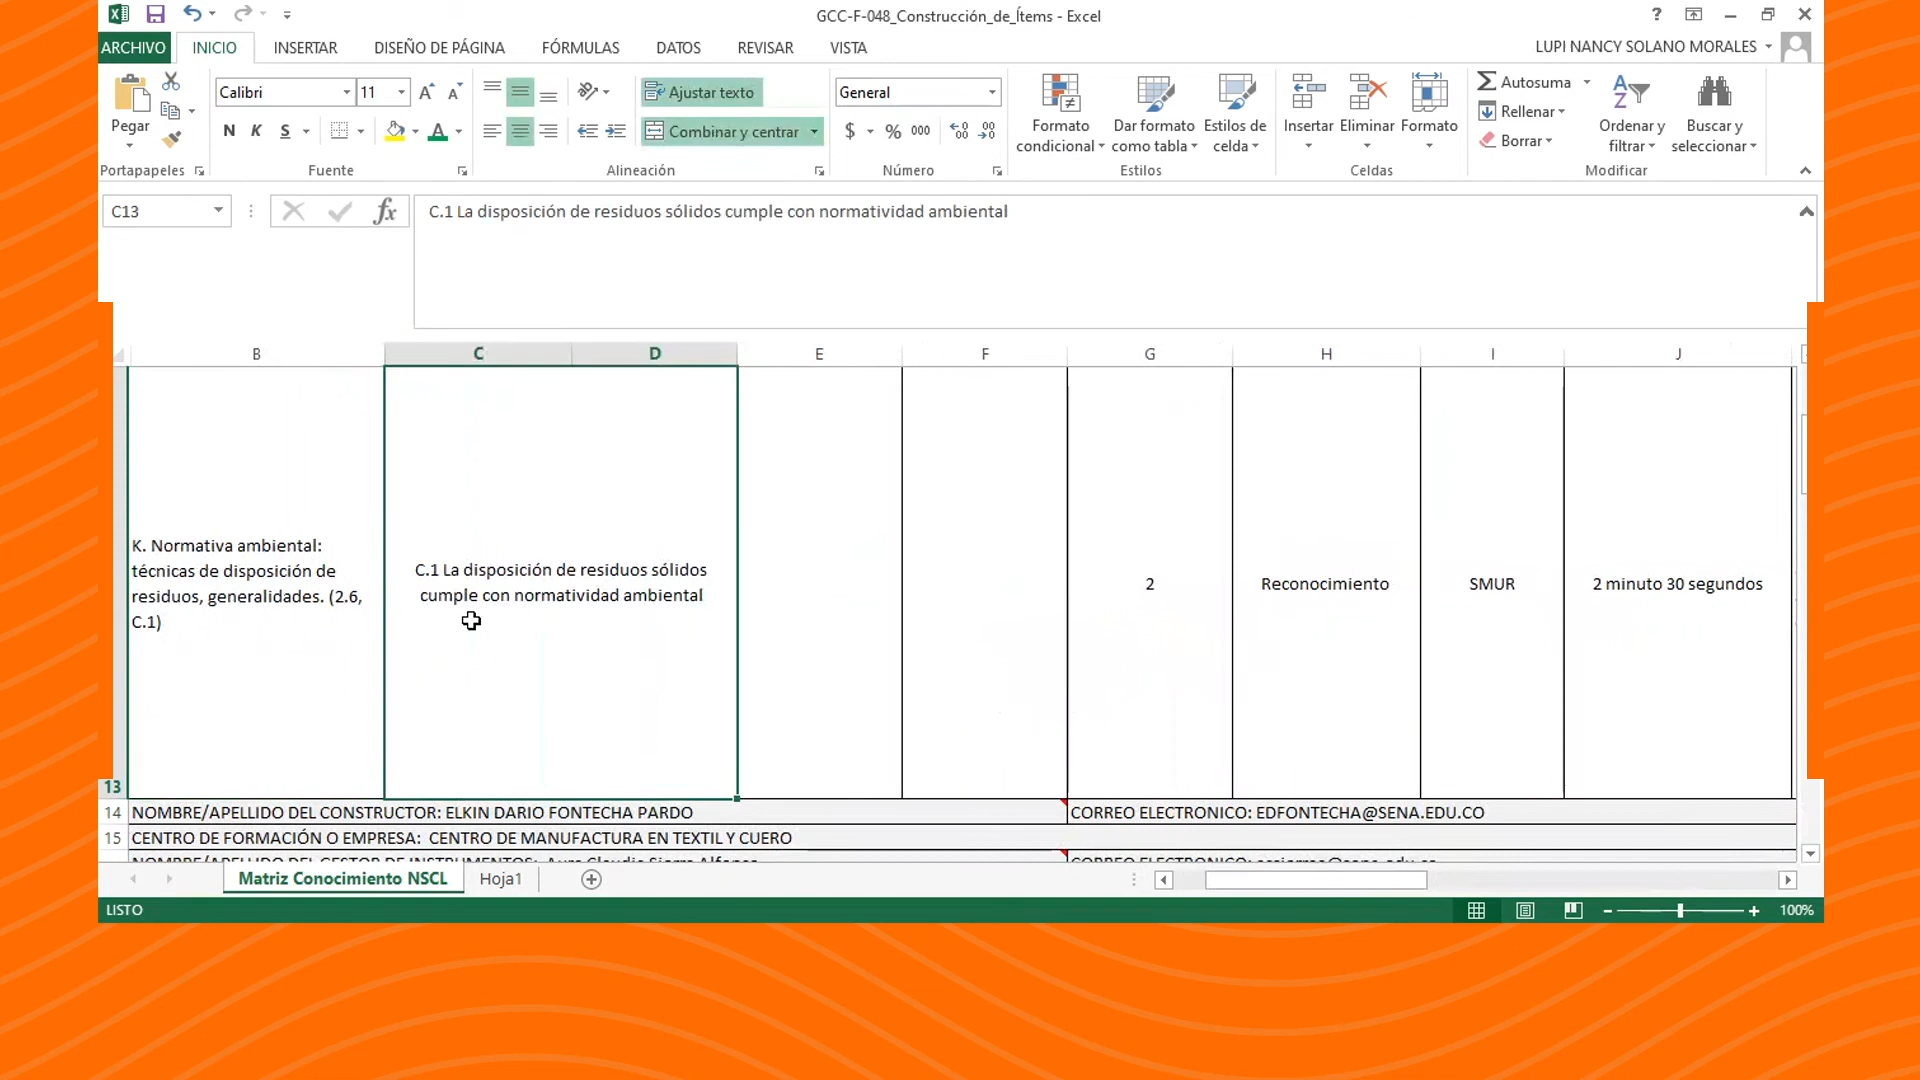 GCC-F-048_Construcción_de_Ítems - Excel
?
ARCHIVO INICIO INSERTAR DISEÑO DE PÁGINA FÓRMULAS DATOS REVISAR VISTA LUPI NANCY SOLANO MORALES
Pegar
Portapapeles
Calibri 11
N K S
Fuente
Ajustar texto
Combinar y centrar
Alineación
General
$ % 000
Número
Formato condicional
Dar formato como tabla
Estilos de celda
Estilos
Insertar Eliminar Formato
Celdas
Autosuma
Rellenar
Borrar
Ordenar y filtrar
Buscar y seleccionar
Modificar
C13 fx C.1 La disposición de residuos sólidos cumple con normatividad ambiental
B C D E F G H I J
K. Normativa ambiental:
técnicas de disposición de
residuos, generalidades. (2.6,
C.1)
C.1 La disposición de residuos sólidos
cumple con normatividad ambiental
2 Reconocimiento SMUR 2 minuto 30 segundos
13
14 NOMBRE/APELLIDO DEL CONSTRUCTOR: ELKIN DARIO FONTECHA PARDO CORREO ELECTRONICO: EDFONTECHA@SENA.EDU.CO
15 CENTRO DE FORMACIÓN O EMPRESA: CENTRO DE MANUFACTURA EN TEXTIL Y CUERO
Matriz Conocimiento NSCL Hoja1
LISTO 100%